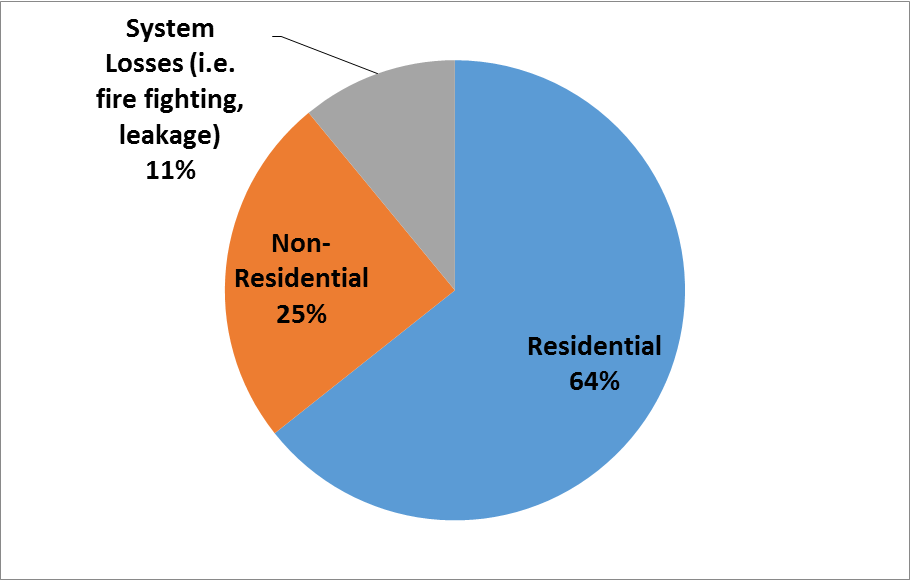 System
Losses (i.e.
fire fighting,
leakage)
11%
Non-
Residential
25%
Residential
64%